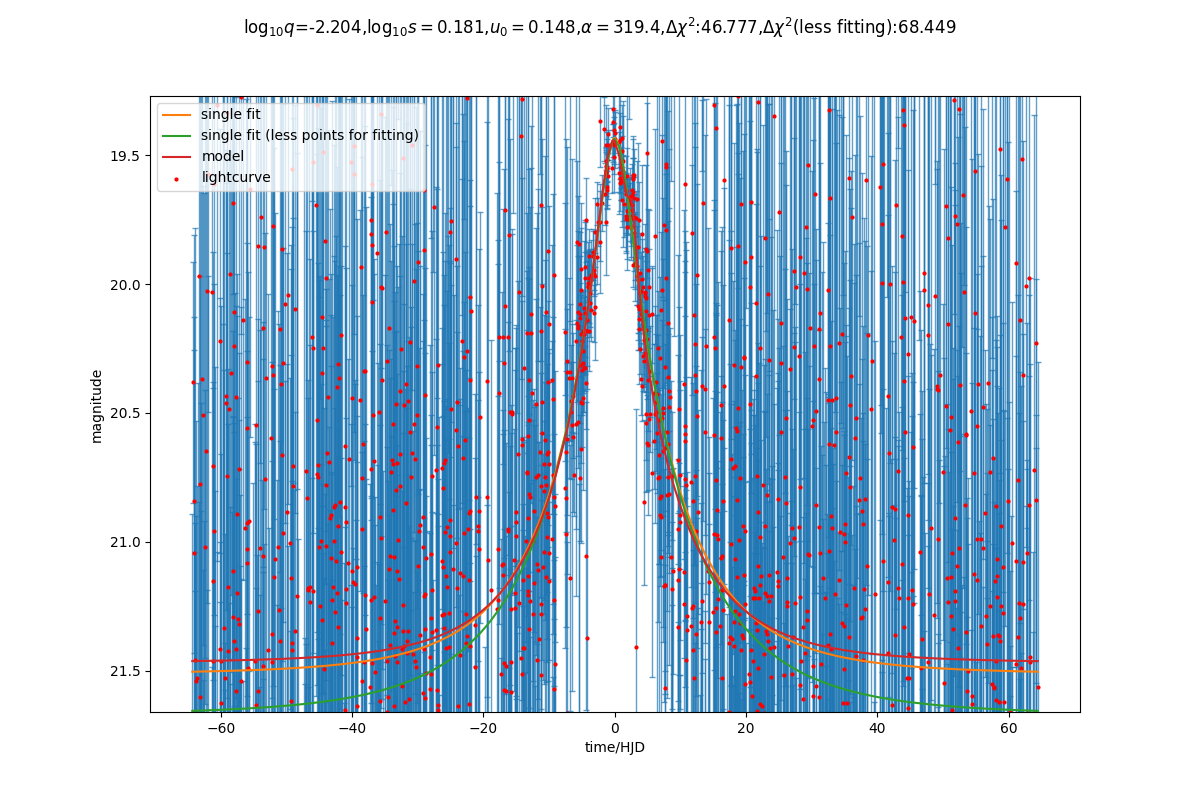 log₁₀q=-2.204,log₁₀s = 0.181,u₀ = 0.148,α = 319.4,Δχ²:46.777,Δχ²(less fitting):68.449
single fit
single fit (less points for fitting)
model
lightcurve
19.5
20.0
20.5
21.0
21.5
magnitude
−60 −40 −20 0 20 40 60
time/HJD